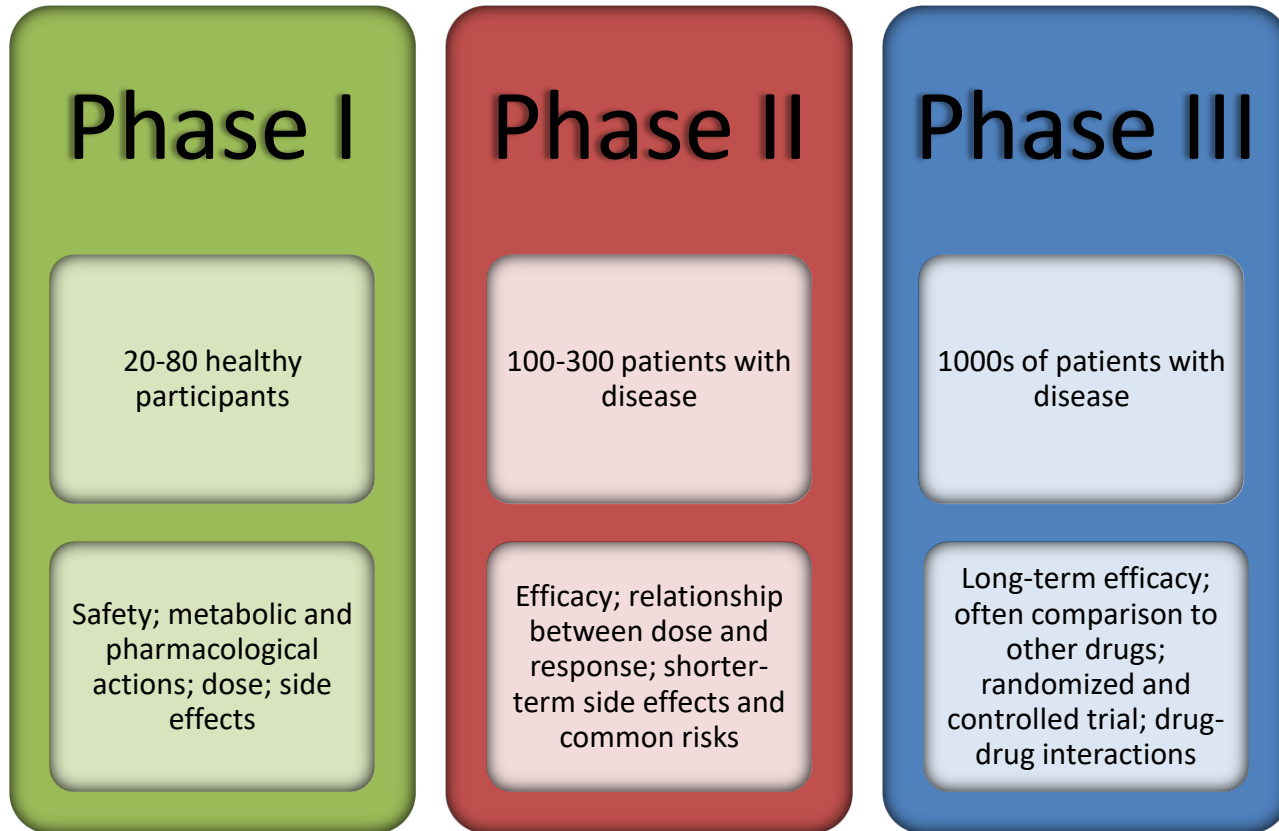 Phase I
20-80 healthy
participants
Safety; metabolic and
pharmacological
actions; dose; side
effects
Phase II
100-300 patients with
disease
Efficacy; relationship
between dose and
response; shorter-
term side effects and
common risks
Phase III
1000s of patients with
disease
Long-term efficacy;
often comparison to
other drugs;
randomized and
controlled trial; drug-
drug interactions